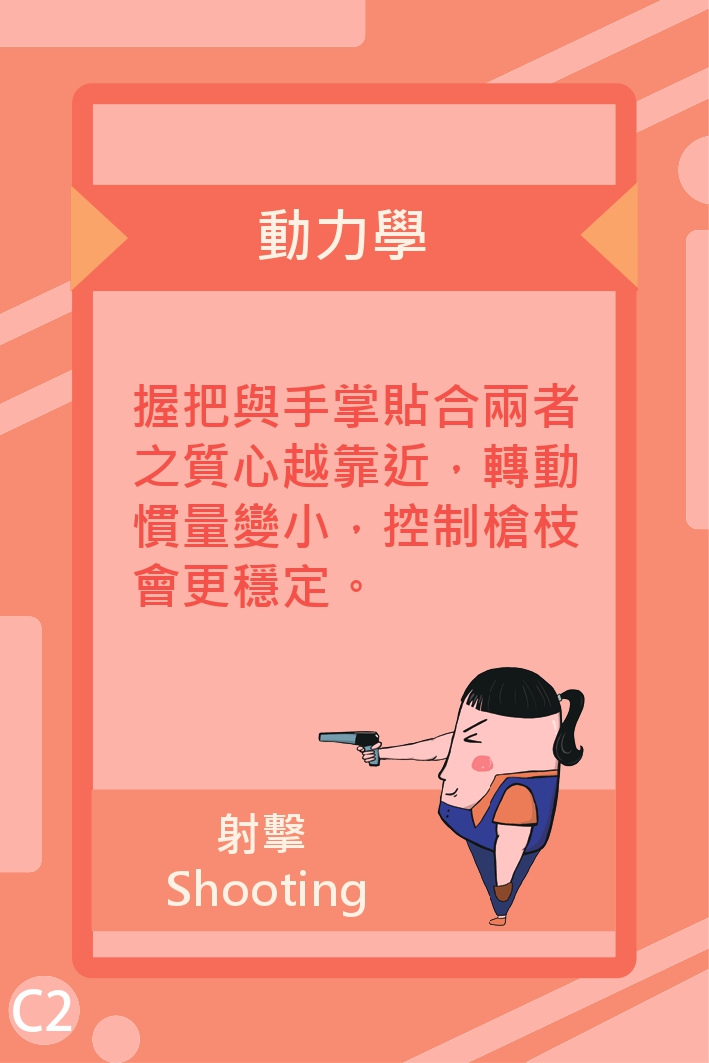 動力學
握把與手掌貼合兩者
之質心越靠近，轉動
慣量變小，控制槍枝
會更穩定。
射擊
Shooting
C2